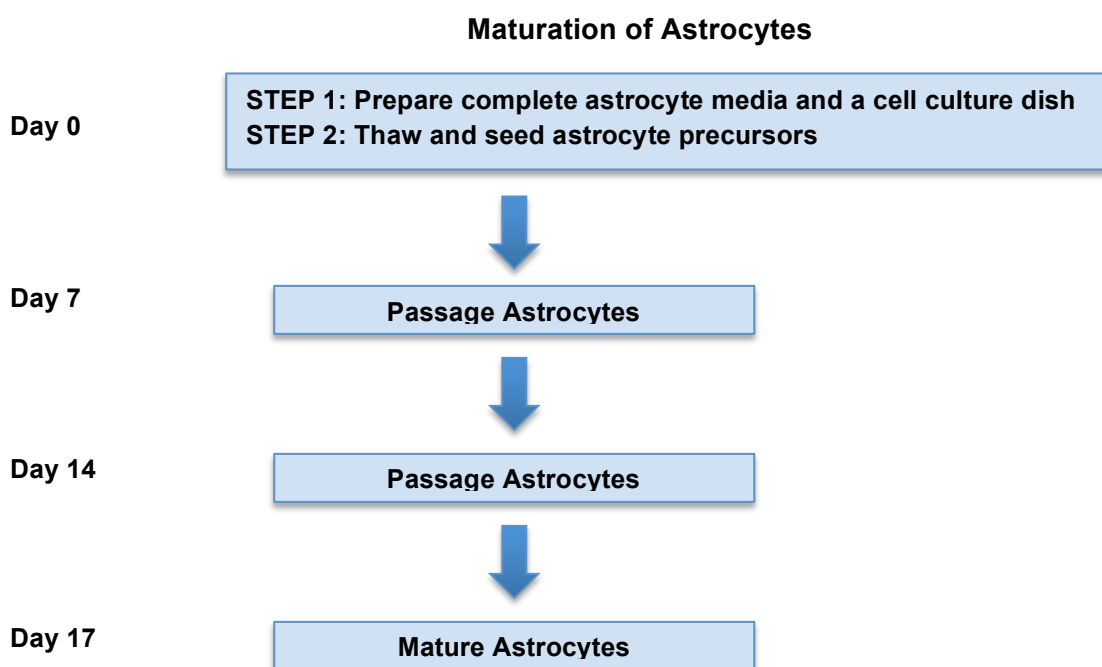 Maturation of Astrocytes
Day 0
STEP 1: Prepare complete astrocyte media and a cell culture dish
STEP 2: Thaw and seed astrocyte precursors
Day 7
Passage Astrocytes
Day 14
Passage Astrocytes
Day 17
Mature Astrocytes